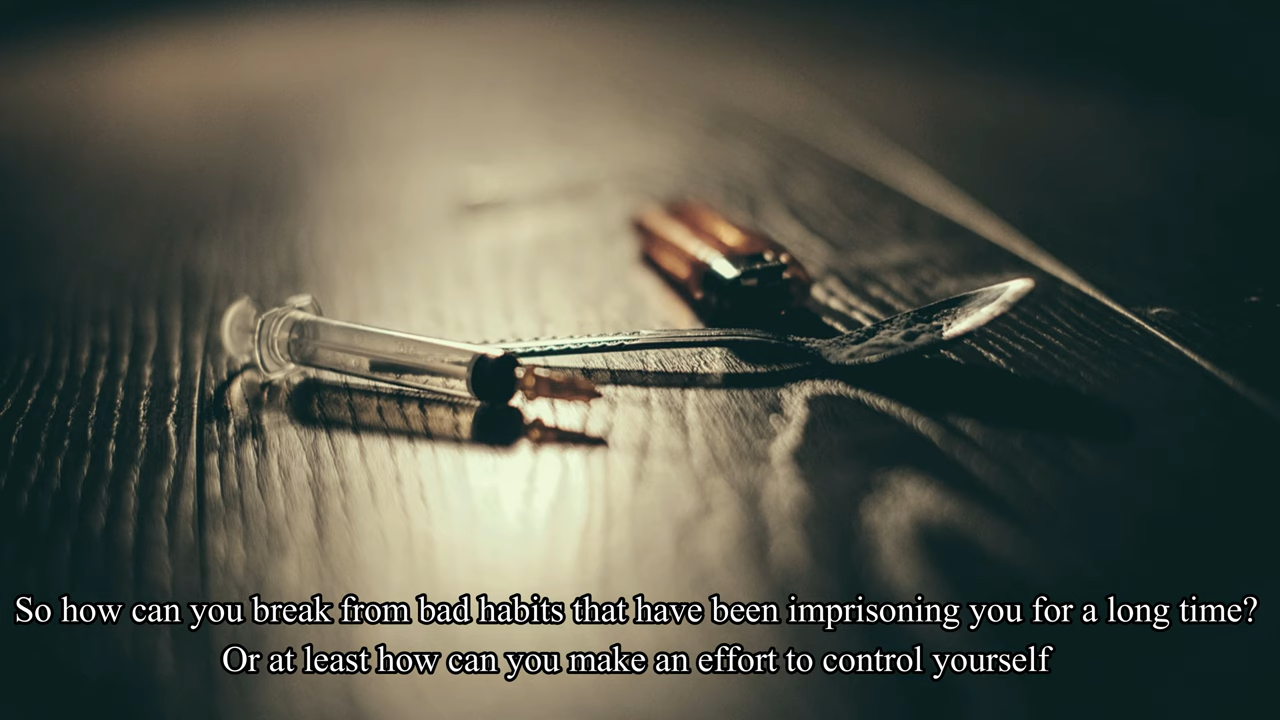 So how can you break from bad habits that have been imprisoning you for a long time?
Or at least how can you make an effort to control yourself